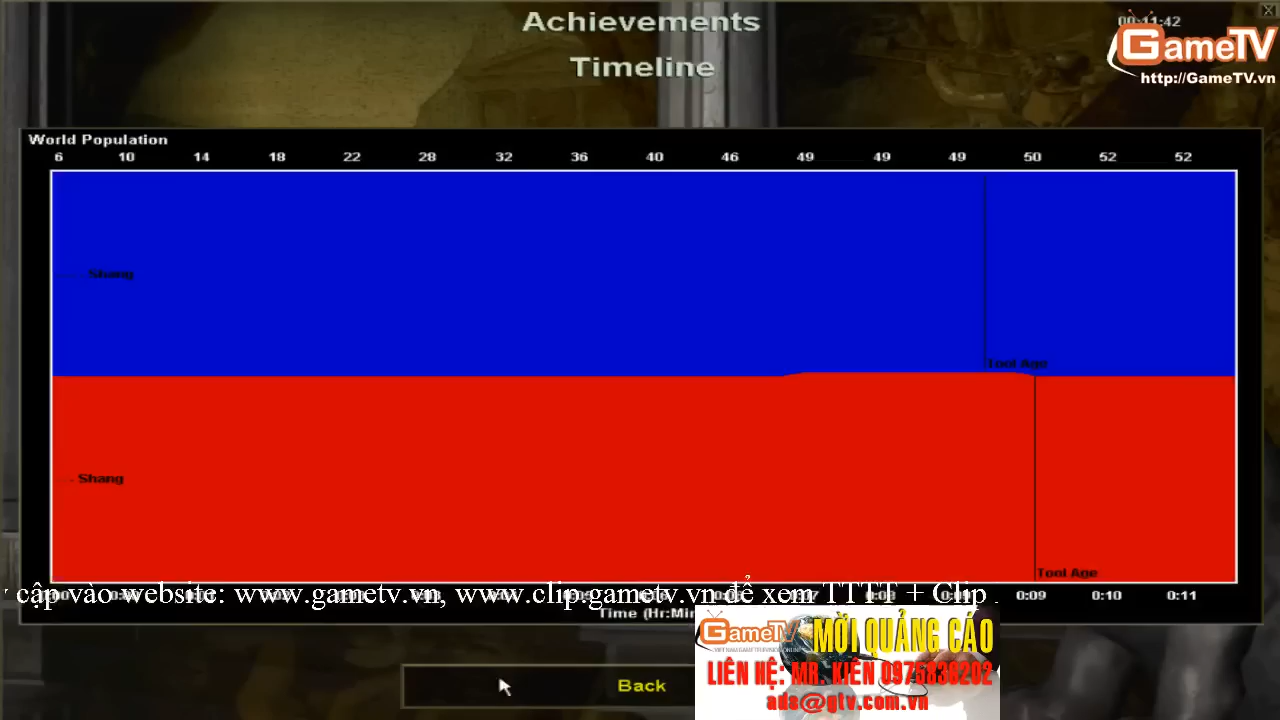 Achievements
00:11:42
Timeline
GameTV
http://GameTV.vn
World Population
6 10 14 18 22 28 32 36 40 46 49 49 49 50 52 52
Shang
Tool Age
Shang
Tool Age
cập vào website: www.gametv.vn, www.clip.gametv.vn để xem TTTT + Clip
0:09 0:10 0:11
Time (Hr:Min
GameTV
MỜI QUẢNG CÁO
LIÊN HỆ: MR. KIÊN 0975838202
ads@gtv.com.vn
Back